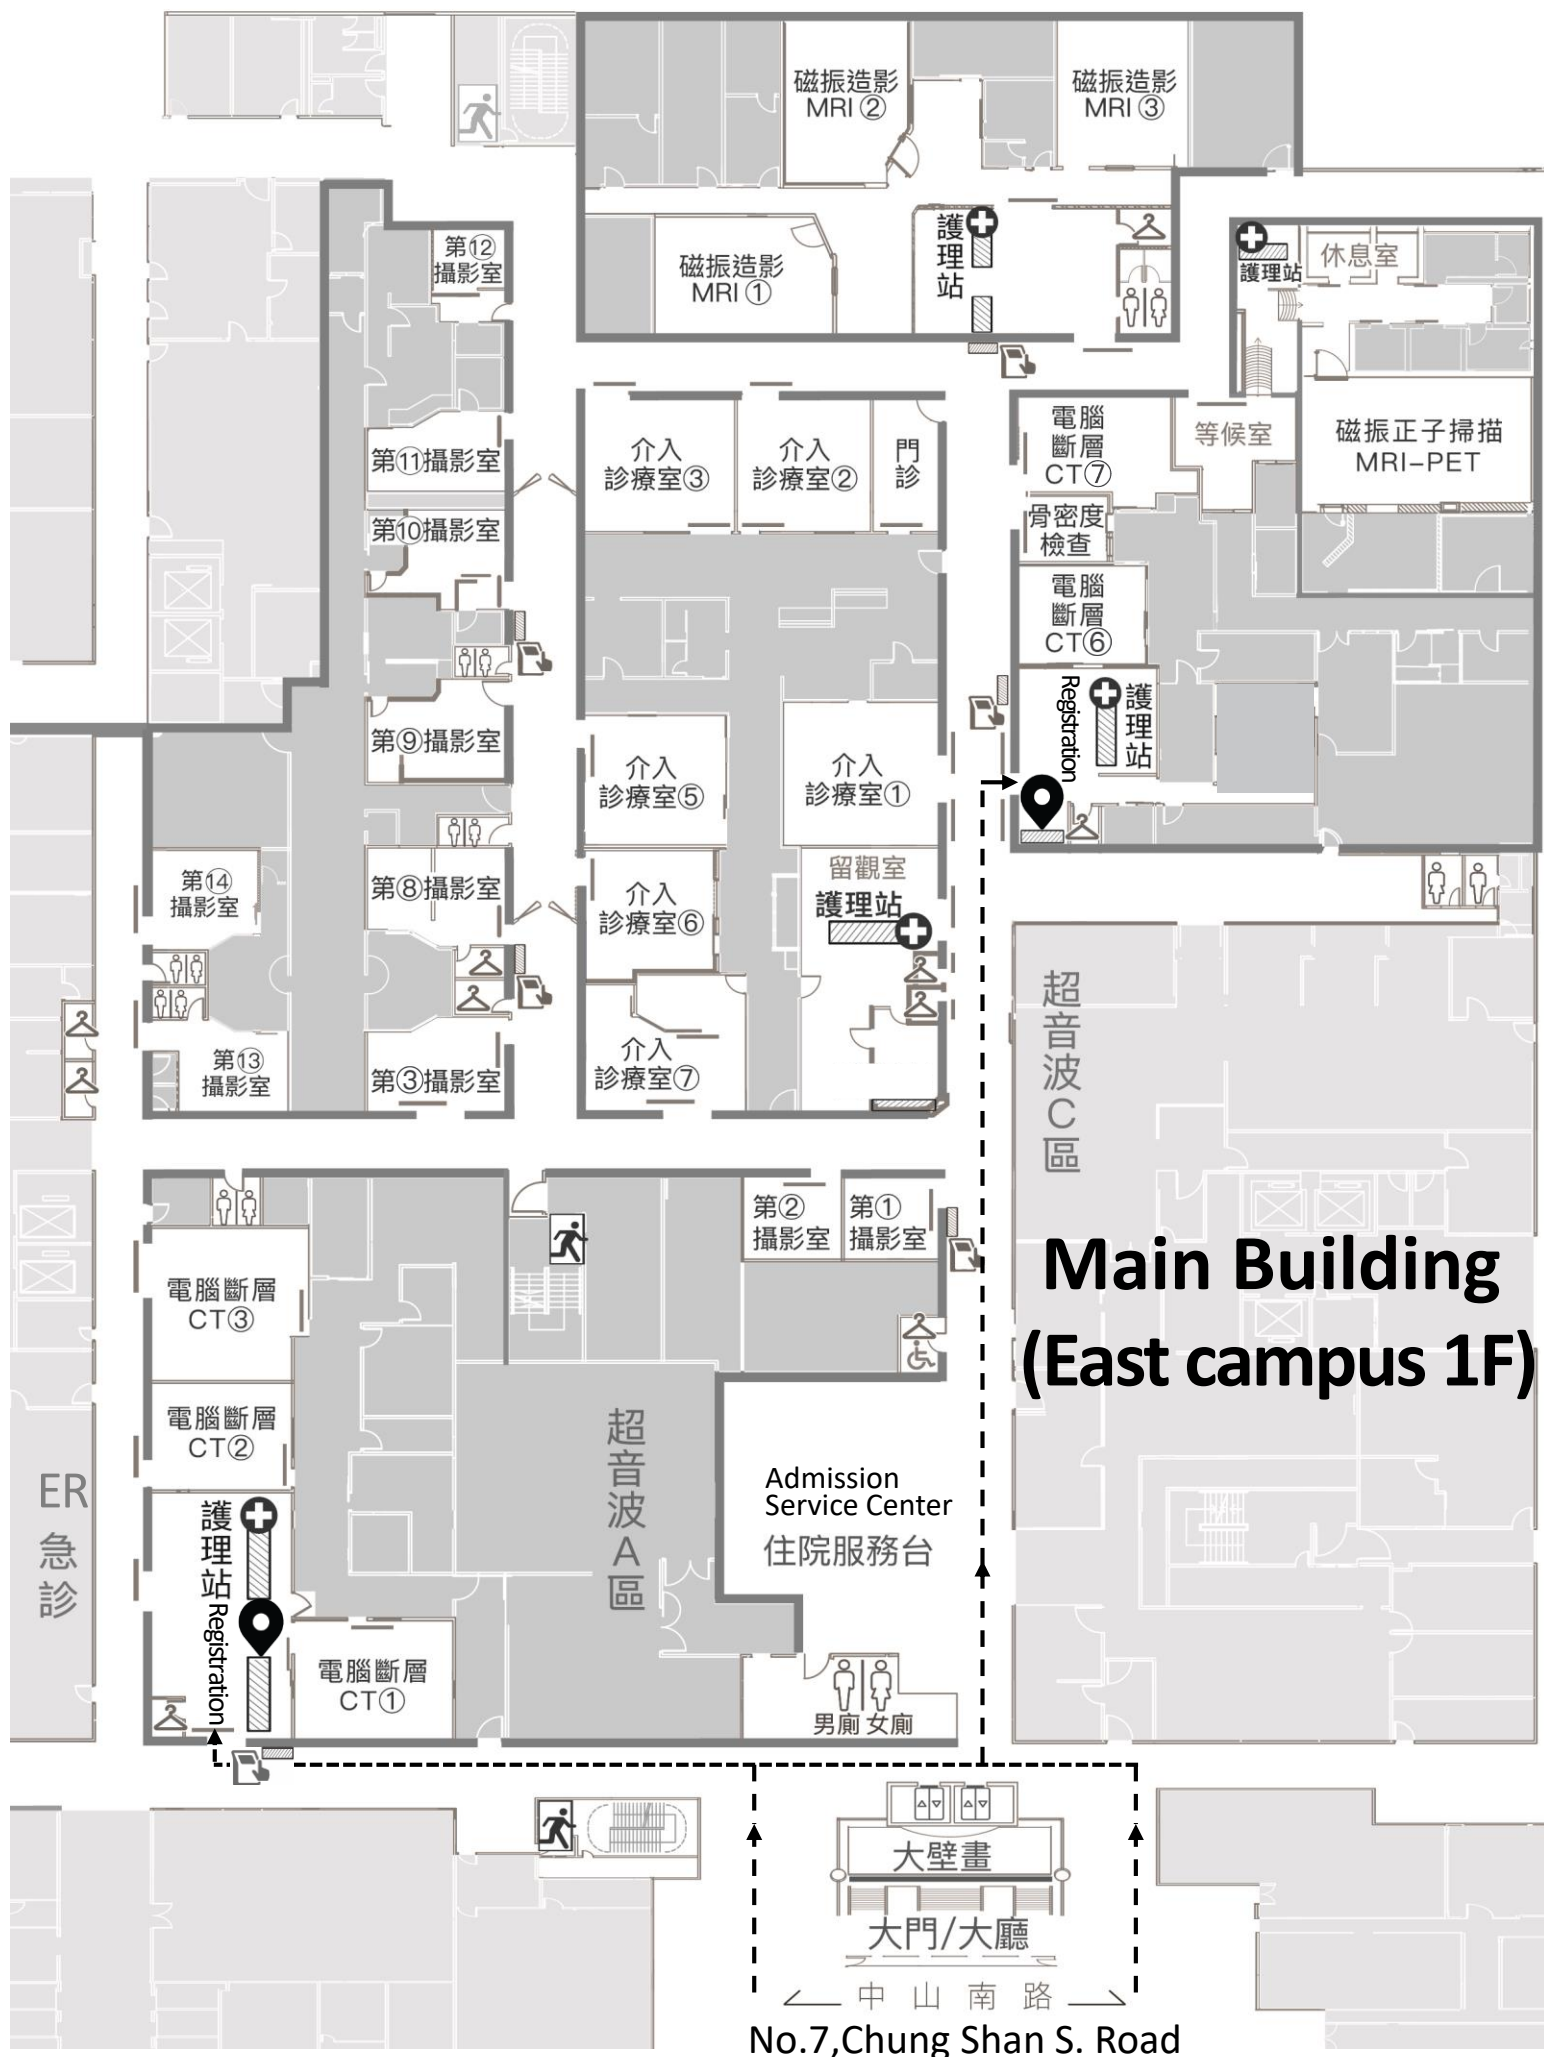 磁振造影
MRI②
磁振造影
MRI③
第⑫
攝影室
磁振造影
MRI①
護理站
護理站
休息室
第⑪攝影室
介入
診療室③
介入
診療室②
門診
電腦
斷層
CT⑦
等候室
磁振正子掃描
MRI-PET
第⑩攝影室
骨密度
檢查
電腦
斷層
CT⑥
第⑨攝影室
介入
診療室⑤
介入
診療室①
Registration
護理站
第⑭
攝影室
第⑧攝影室
介入
診療室⑥
留觀室
護理站
超音波C區
第⑬
攝影室
第③攝影室
介入
診療室⑦
第②
攝影室
第①
攝影室
Main Building
(East campus 1F)
電腦斷層
CT③
電腦斷層
CT②
ER
急診
護理站
Registration
超音波A區
Admission
Service Center
住院服務台
電腦斷層
CT①
男廁 女廁
大壁畫
大門/大廳
中山南路
No.7,Chung Shan S. Road